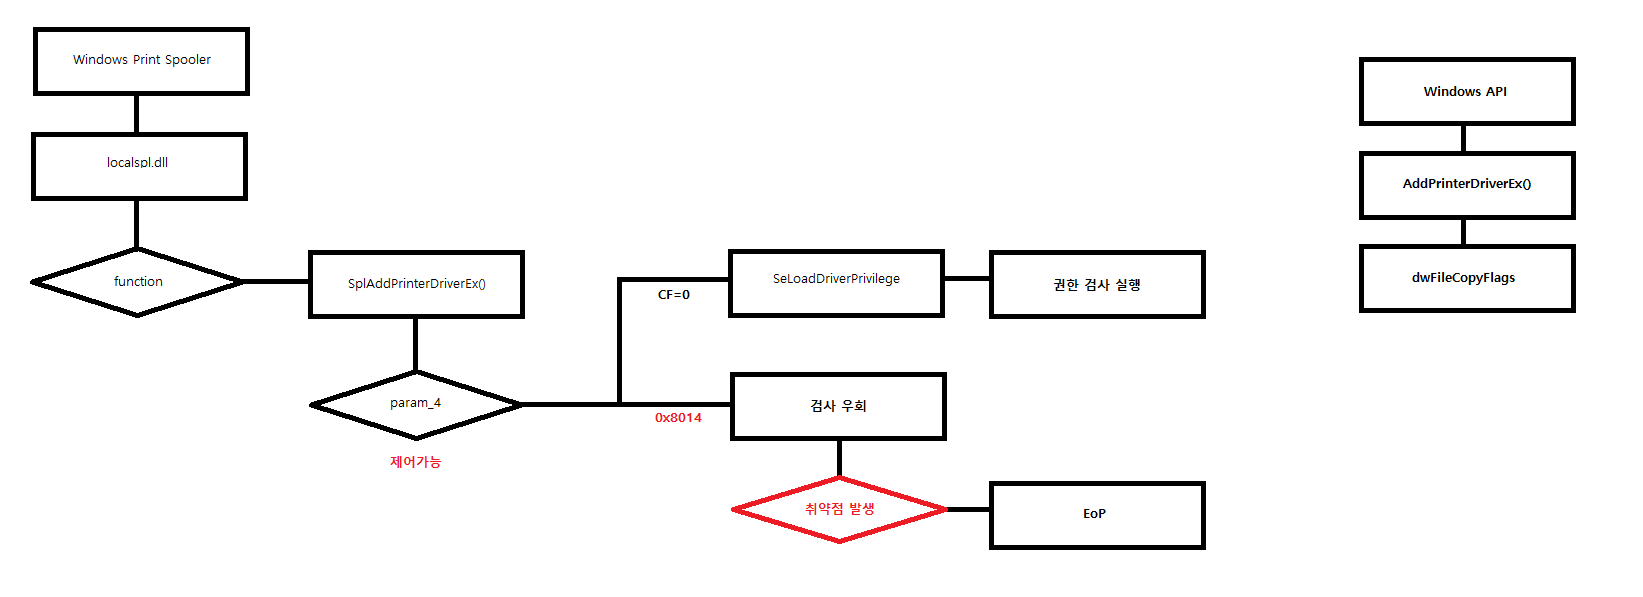 Windows Print Spooler
localspl.dll
function
SplAddPrinterDriverEx()
param_4
제어가능
CF=0
0x8014
SeLoadDriverPrivilege
권한 검사 실행
검사 우회
취약점 발생
EoP
Windows API
AddPrinterDriverEx()
dwFileCopyFlags